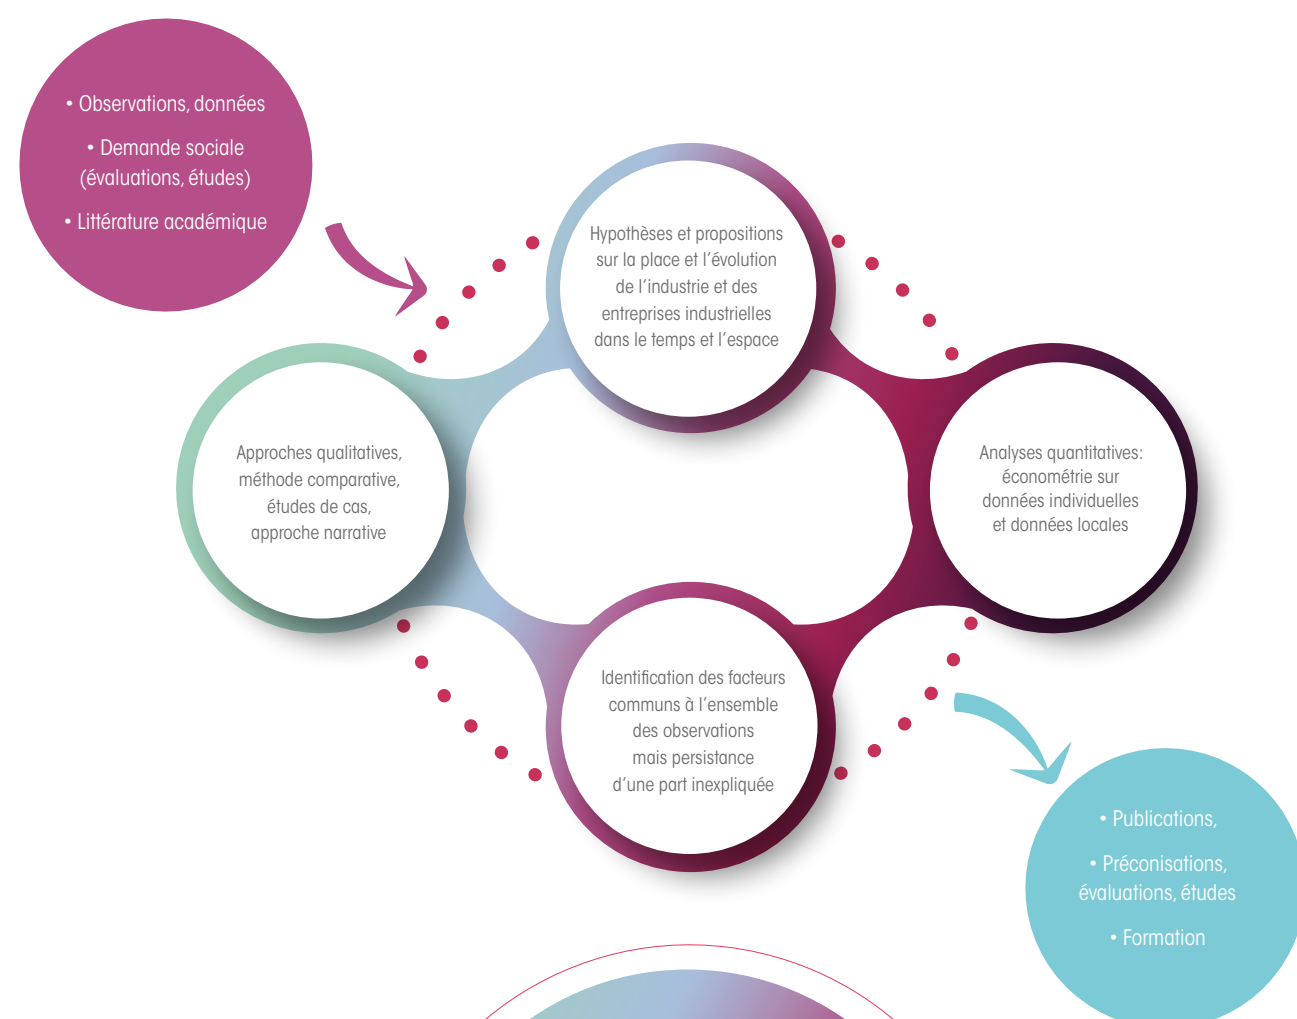 • Observations, données
• Demande sociale
(évaluations, études)
• Littérature académique
Hypothèses et propositions
sur la place et l'évolution
de l'industrie et des
entreprises industrielles
dans le temps et l'espace
Approches qualitatives,
méthode comparative,
études de cas,
approche narrative
Analyses quantitatives:
économétrie sur
données individuelles
et données locales
Identification des facteurs
communs à l'ensemble
des observations
mais persistance
d'une part inexpliquée
• Publications,
• Préconisations,
évaluations, études
• Formation